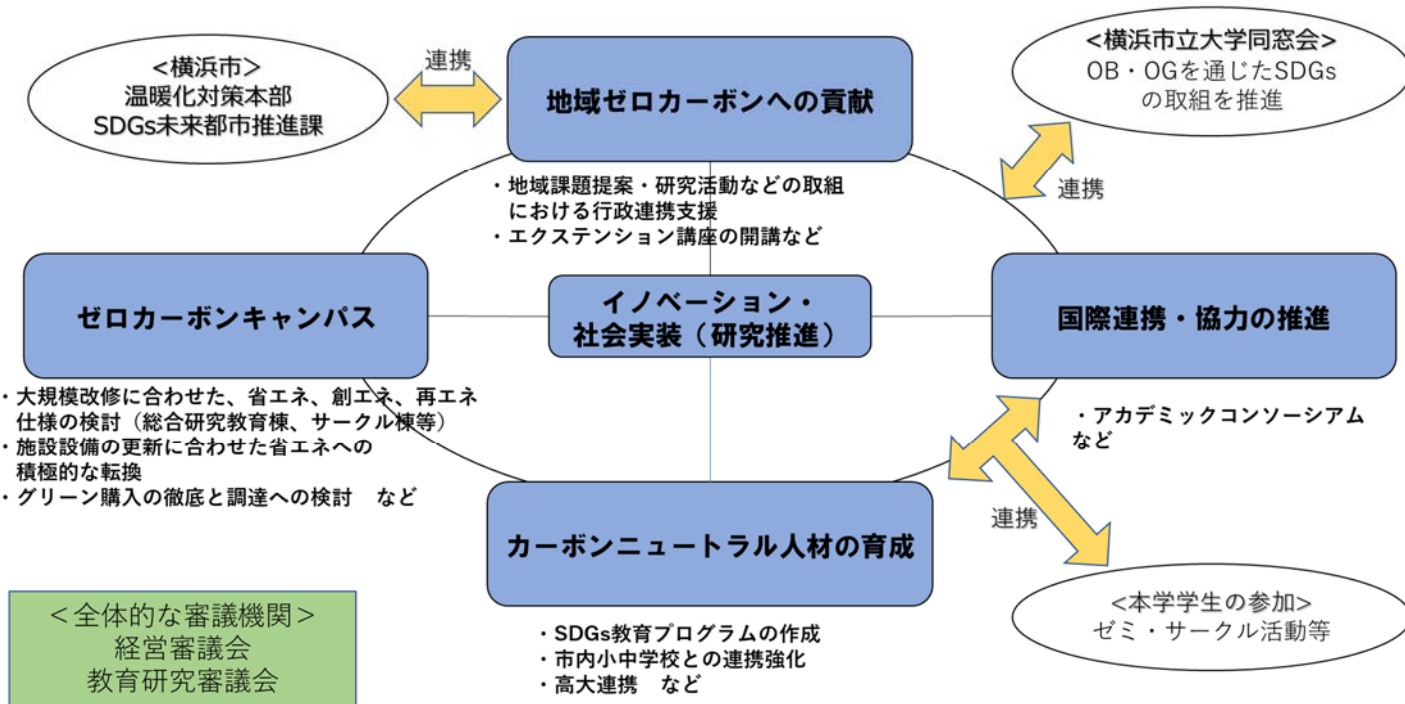 <横浜市>
温暖化対策本部
SDGs未来都市推進課
連携
地域ゼロカーボンへの貢献
<横浜市立大学同窓会>
OB・OGを通じたSDGs
の取組を推進
連携
・地域課題提案・研究活動などの取組
における行政連携支援
・エクステンション講座の開講など
ゼロカーボンキャンパス
イノベーション・
社会実装（研究推進）
国際連携・協力の推進
・大規模改修に合わせた、省エネ、創エネ、再エネ
仕様の検討（総合研究教育棟、サークル棟等）
・施設設備の更新に合わせた省エネへの
積極的な転換
・グリーン購入の徹底と調達への検討　など
・アカデミックコンソーシアム
など
連携
カーボンニュートラル人材の育成
・SDGs教育プログラムの作成
・市内小中学校との連携強化
・高大連携　など
<本学学生の参加>
ゼミ・サークル活動等
＜全体的な審議機関＞
経営審議会
教育研究審議会